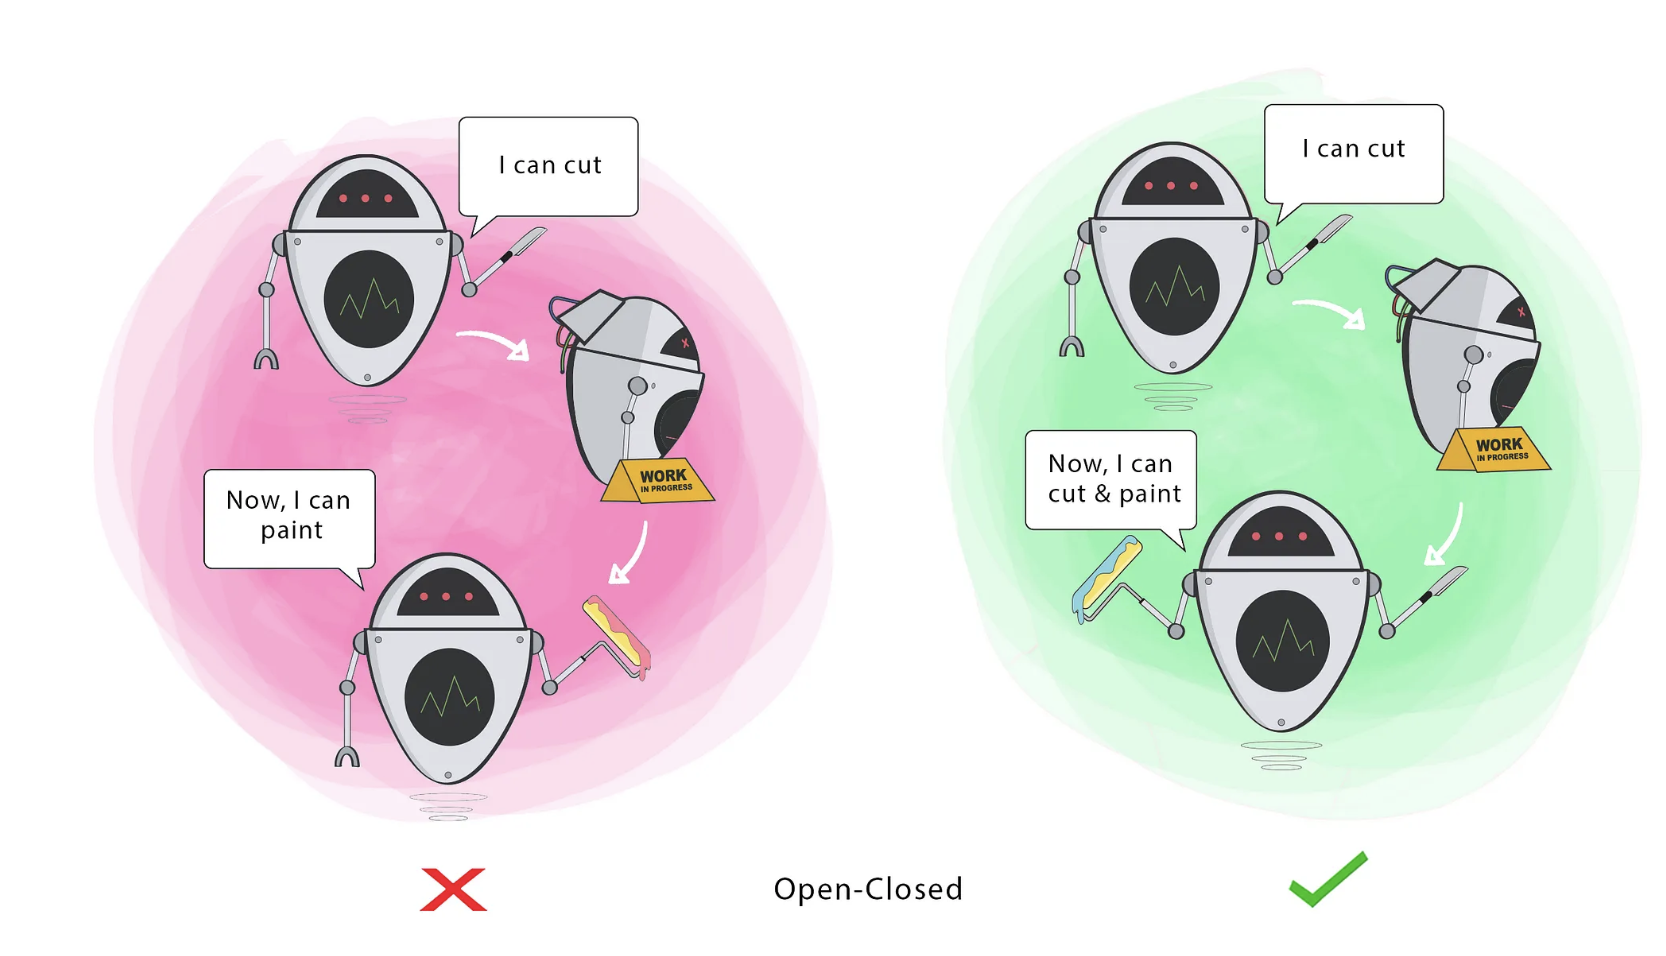 I can cut
WORK
IN PROGRESS
Now, I can
paint
I can cut
WORK
IN PROGRESS
Now, I can
cut & paint
Open-Closed